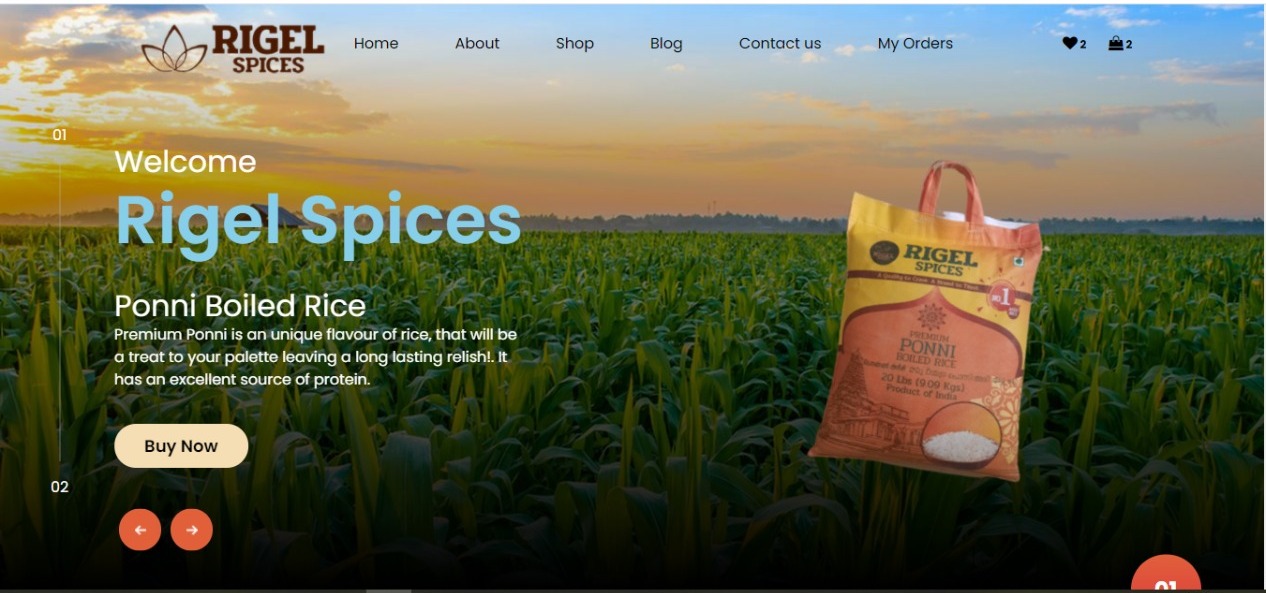 RIGEL
SPICES
Home About Shop Blog Contact us My Orders 2 2
01
Welcome
Rigel Spices
Ponni Boiled Rice
Premium Ponni is an unique flavour of rice, that will be
a treat to your palette leaving a long lasting relish!. It
has an excellent source of protein.
Buy Now
02
RIGEL
SPICES
No.1
PREMIUM
PONNI
BOILED RICE
20 Lbs (9.09 Kgs)
Product of India
01